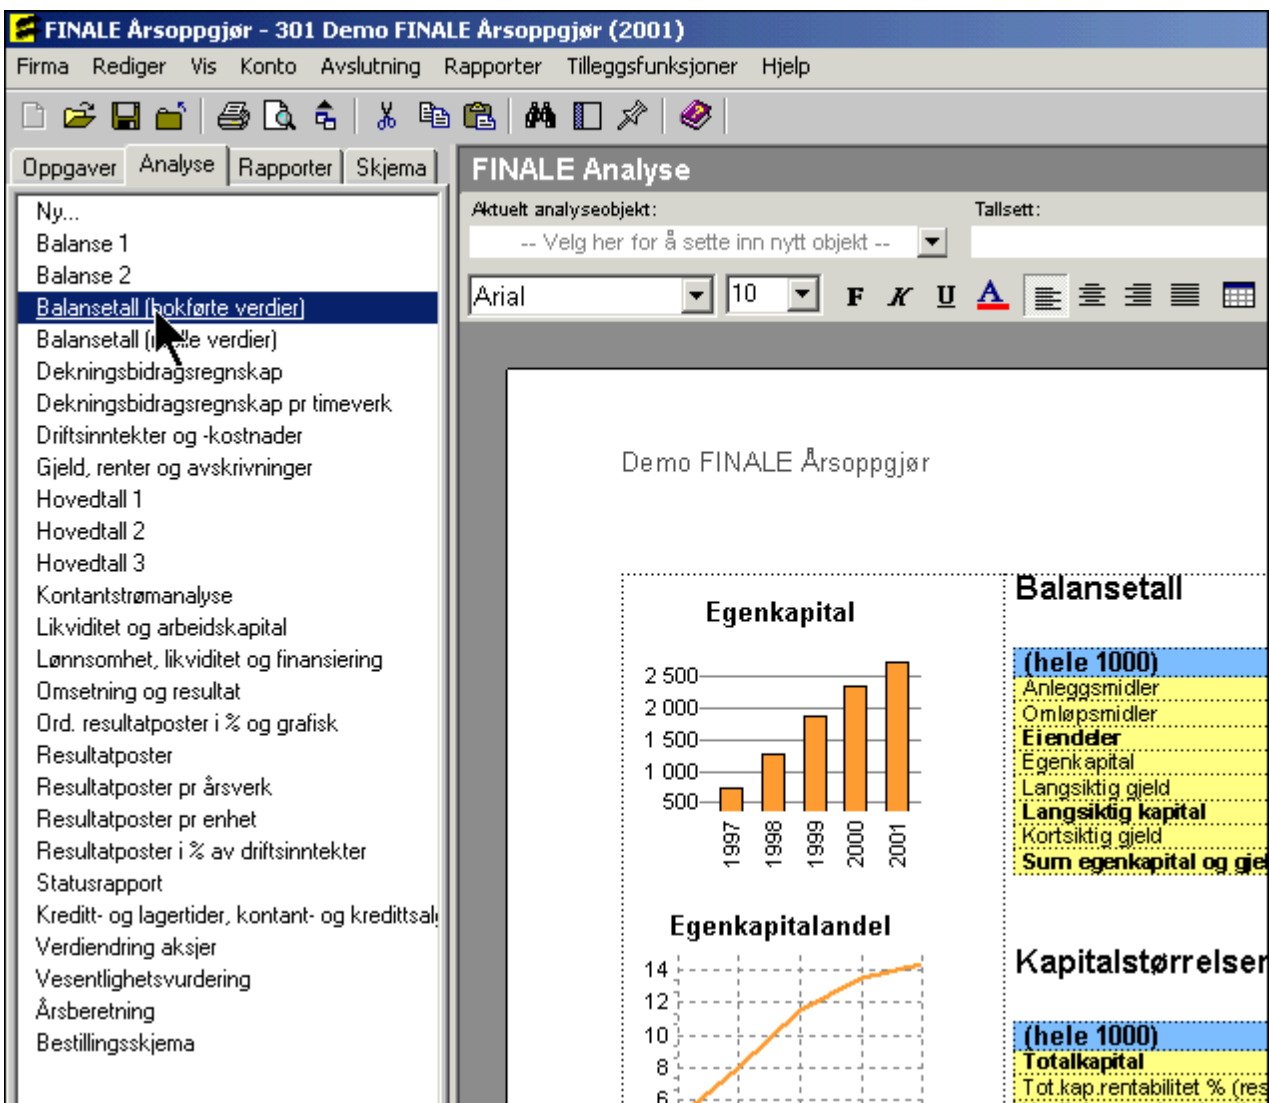 FINALE Årsoppgjør - 301 Demo FINALE Årsoppgjør (2001)
Firma Rediger Vis Konto Avslutning Rapporter Tilleggsfunksjoner Hjelp
Oppgaver Analyse Rapporter Skjema
Ny...
Balanse 1
Balanse 2
Balansetall (bokførte verdier)
Balansetall verdier)
Dekningsbidragsregnskap
Dekningsbidragsregnskap pr timeverk
Driftsinntekter og -kostnader
Gjeld, renter og avskrivninger
Hovedtall 1
Hovedtall 2
Hovedtall 3
Kontantstrømanalyse
Likviditet og arbeidskapital
Lønnsomhet, likviditet og finansiering
Omsetning og resultat
Ord. resultatposter i % og grafisk
Resultatposter
Resultatposter pr årsverk
Resultatposter pr enhet
Resultatposter i % av driftsinntekter
Statusrapport
Kreditt- og lagertider, kontant- og
Verdiendring aksjer
Vesentlighetsvurdering
Årsberetning
Bestillingsskjema
FINALE Analyse
Aktuelt analyseobjekt: Tallsett:
-- Velg her for å sette inn nytt objekt --
Arial 10 F K U A
Demo FINALE Årsoppgjør
Egenkapital
2 500
2 000
1 500
1 000
500
1997 1998 1999 2000 2001
Egenkapitalandel
14
12
10
8
6
Balansetall
(hele 1000)
Anleggsmidler
Omløpsmidler
Eiendeler
Egenkapital
Langsiktig gjeld
Langsiktig kapital
Kortsiktig gjeld
Sum egenkapital og
Kapitalstørrelser
(hele 1000)
Totalkapital
Tot.kap.rentabilitet % (res